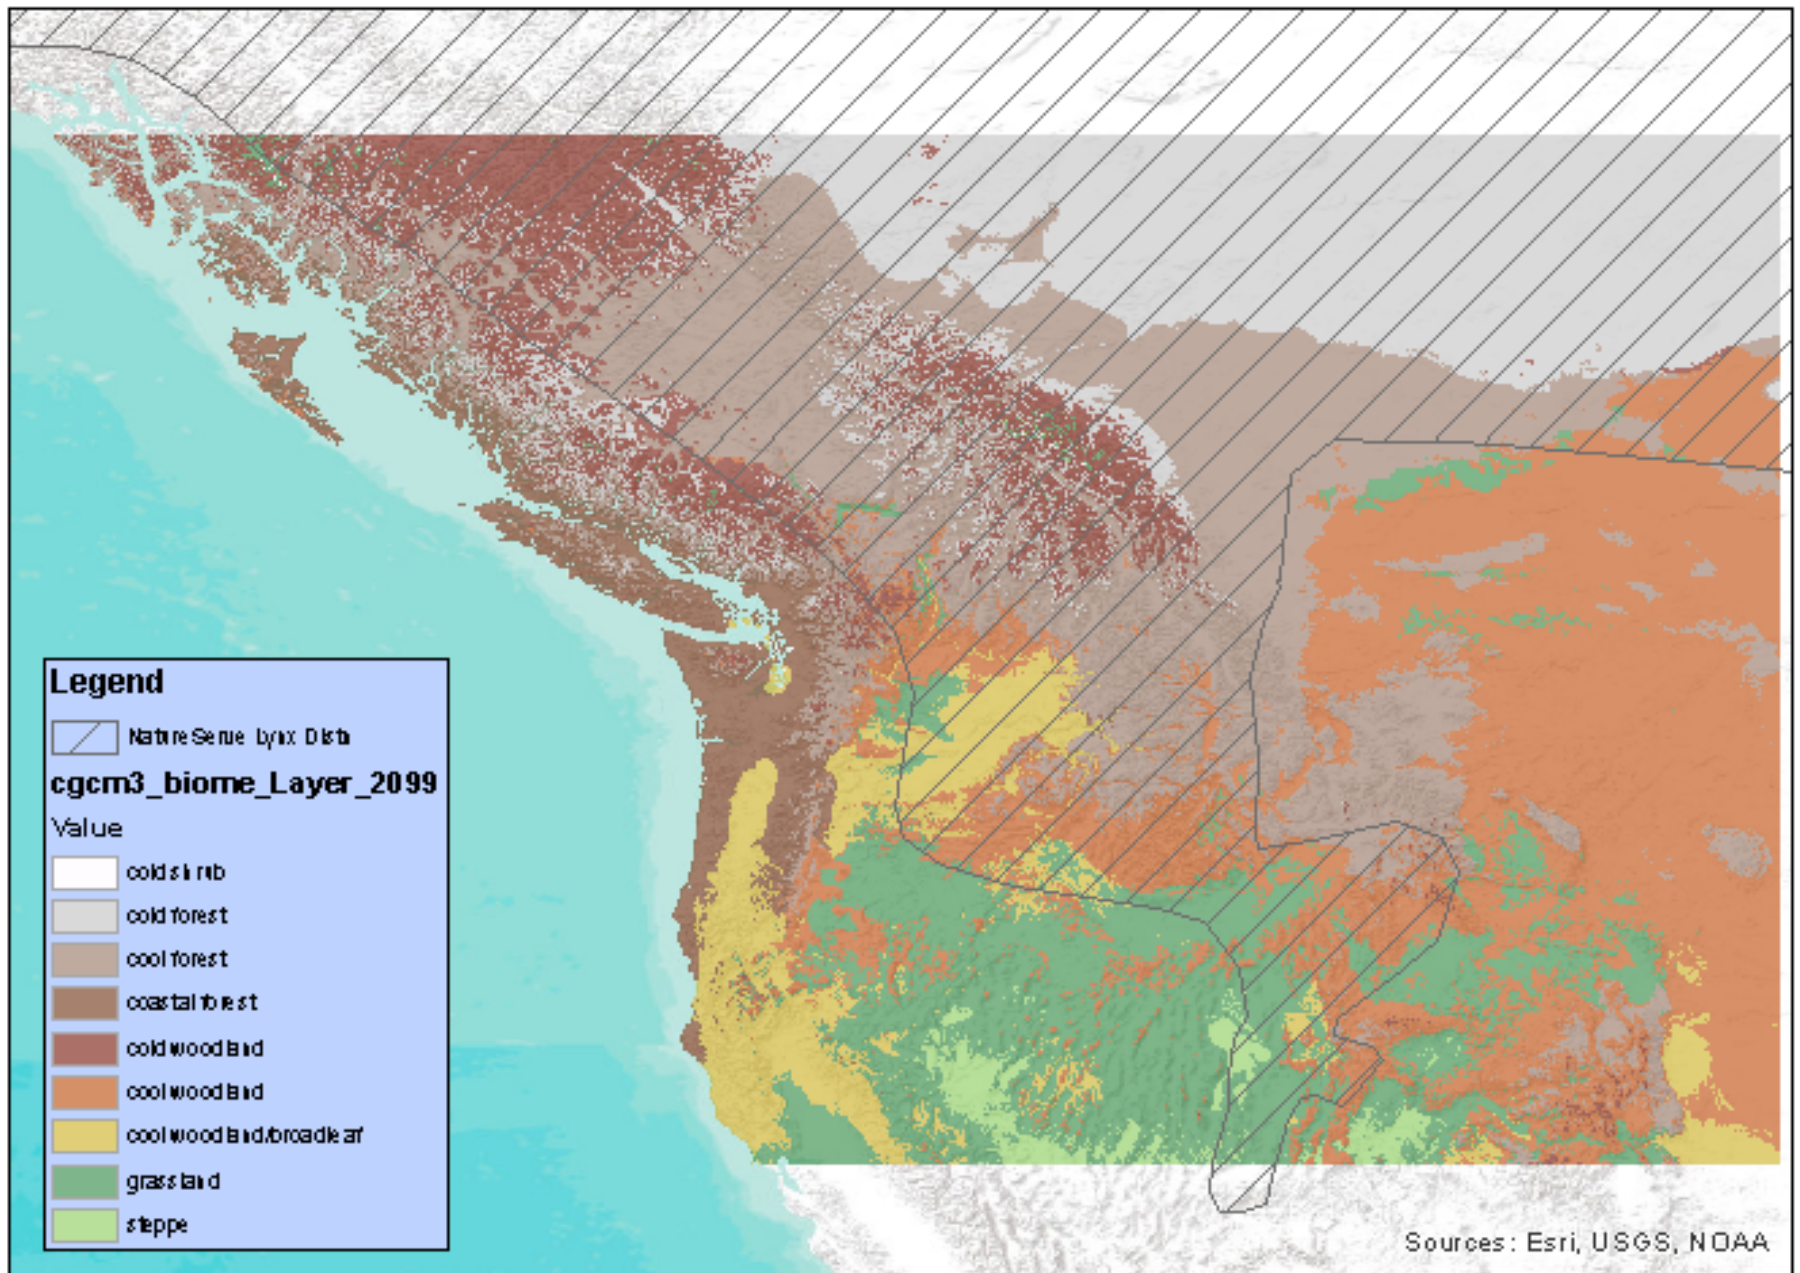 Legend
NatureServe Lynx Distr
cgcm3_biome_Layer_2099
Value
cold shrub
cold forest
cool forest
coastal forest
cold woodland
cool woodland
cool woodland/broadleaf
grassland
steppe
Sources: Esri, USGS, NOAA